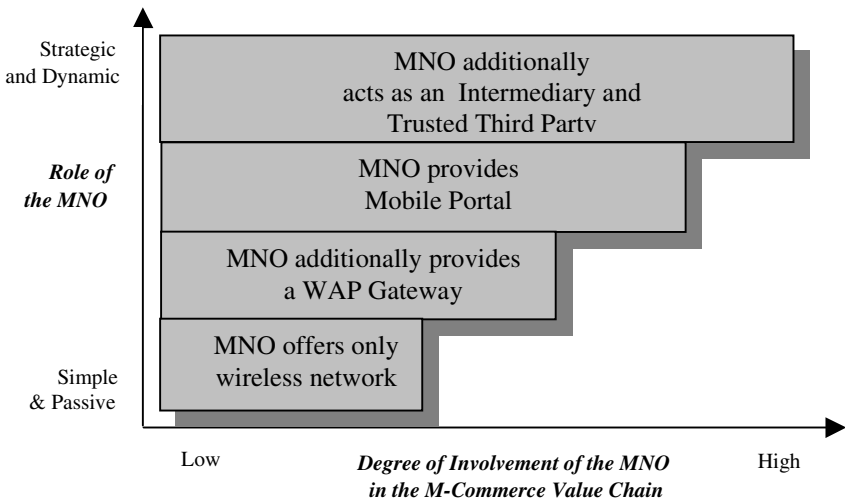 Strategic
and Dynamic
MNO additionally
acts as an Intermediary and
Trusted Third Party
Role of
the MNO
MNO provides
Mobile Portal
MNO additionally provides
a WAP Gateway
MNO offers only
wireless network
Simple
& Passive
Low
Degree of Involvement of the MNO
in the M-Commerce Value Chain
High